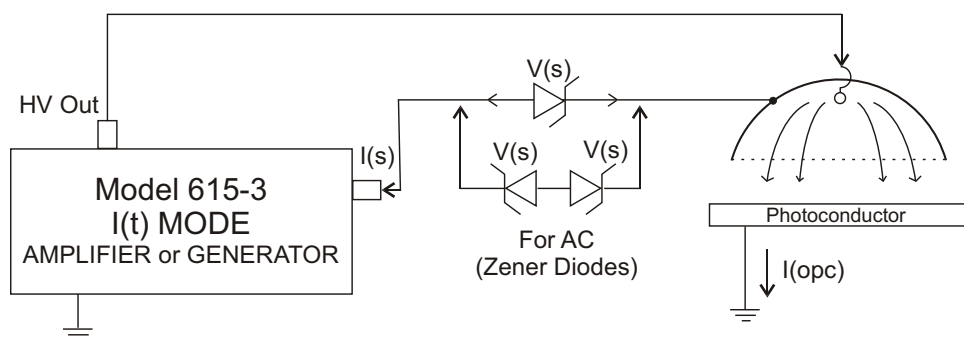 V(s)
HV Out
I(s)
V(s)
V(s)
Model 615-3
I(t) MODE
AMPLIFIER or GENERATOR
For AC
(Zener Diodes)
Photoconductor
I(opc)